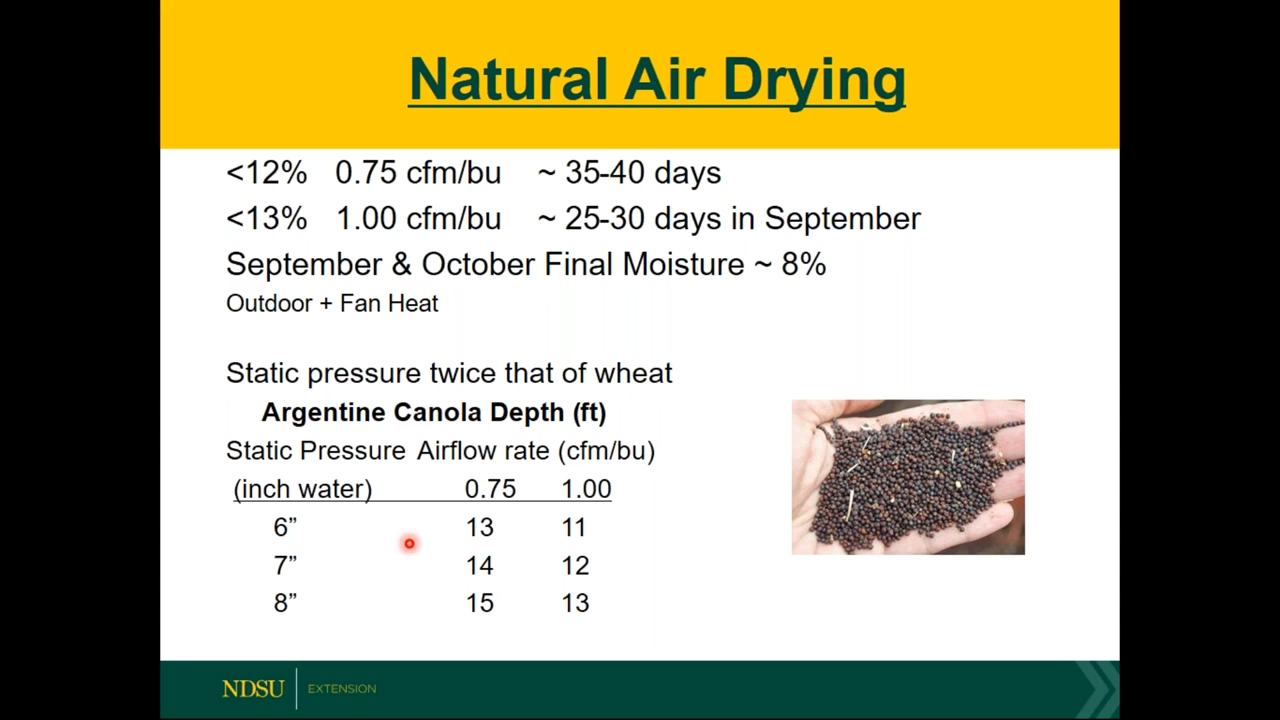 Natural Air Drying
<12% 0.75 cfm/bu ~ 35-40 days
<13% 1.00 cfm/bu ~ 25-30 days in September
September & October Final Moisture ~ 8%
Outdoor + Fan Heat
Static pressure twice that of wheat
Argentine Canola Depth (ft)
Static Pressure Airflow rate (cfm/bu)
(inch water) 0.75 1.00
6” 13 11
7” 14 12
8” 15 13
NDSU EXTENSION